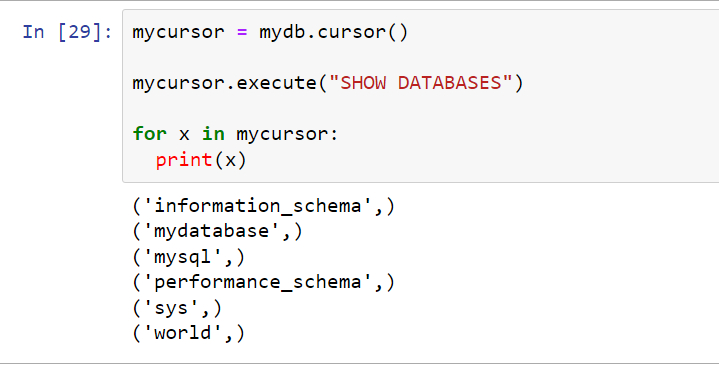 In [29]: mycursor = mydb.cursor()
mycursor.execute("SHOW DATABASES")
for x in mycursor:
  print(x)
('information_schema',)
('mydatabase',)
('mysql',)
('performance_schema',)
('sys',)
('world',)